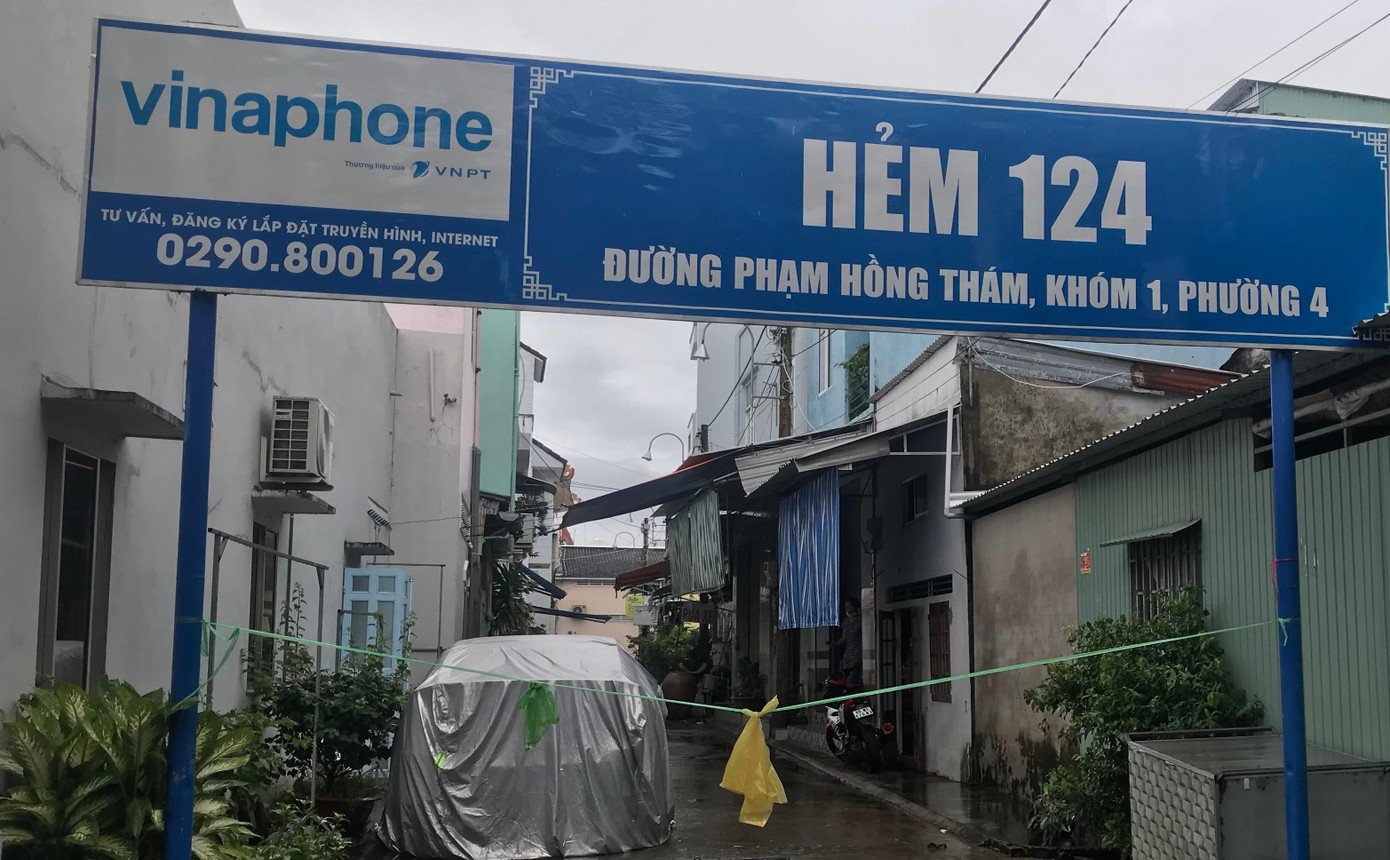 vinaphone
Thương hiệu của VNPT
TƯ VẤN, ĐĂNG KÝ LẮP ĐẶT TRUYỀN HÌNH, INTERNET
0290.800126
HẺM 124
ĐƯỜNG PHẠM HỒNG THÁM, KHÓM 1, PHƯỜNG 4